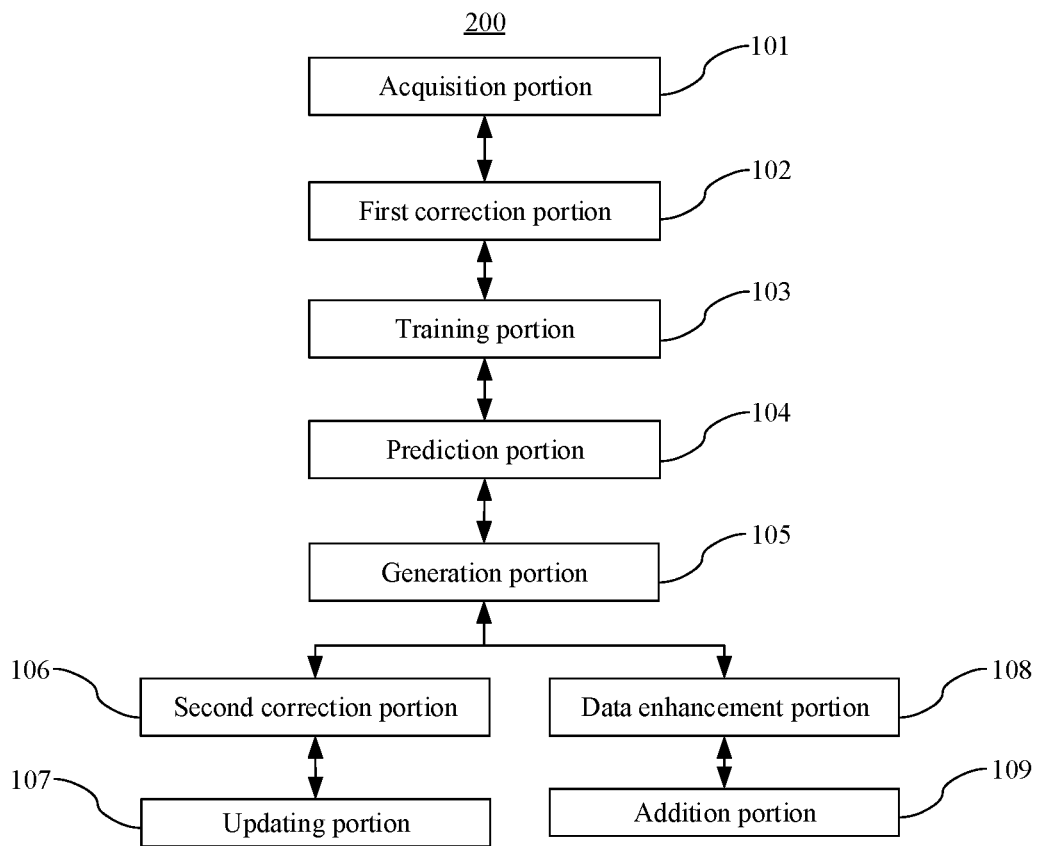 200
Acquisition portion
101
First correction portion
102
Training portion
103
Prediction portion
104
Generation portion
105
106
Second correction portion
Data enhancement portion
108
107
Updating portion
Addition portion
109